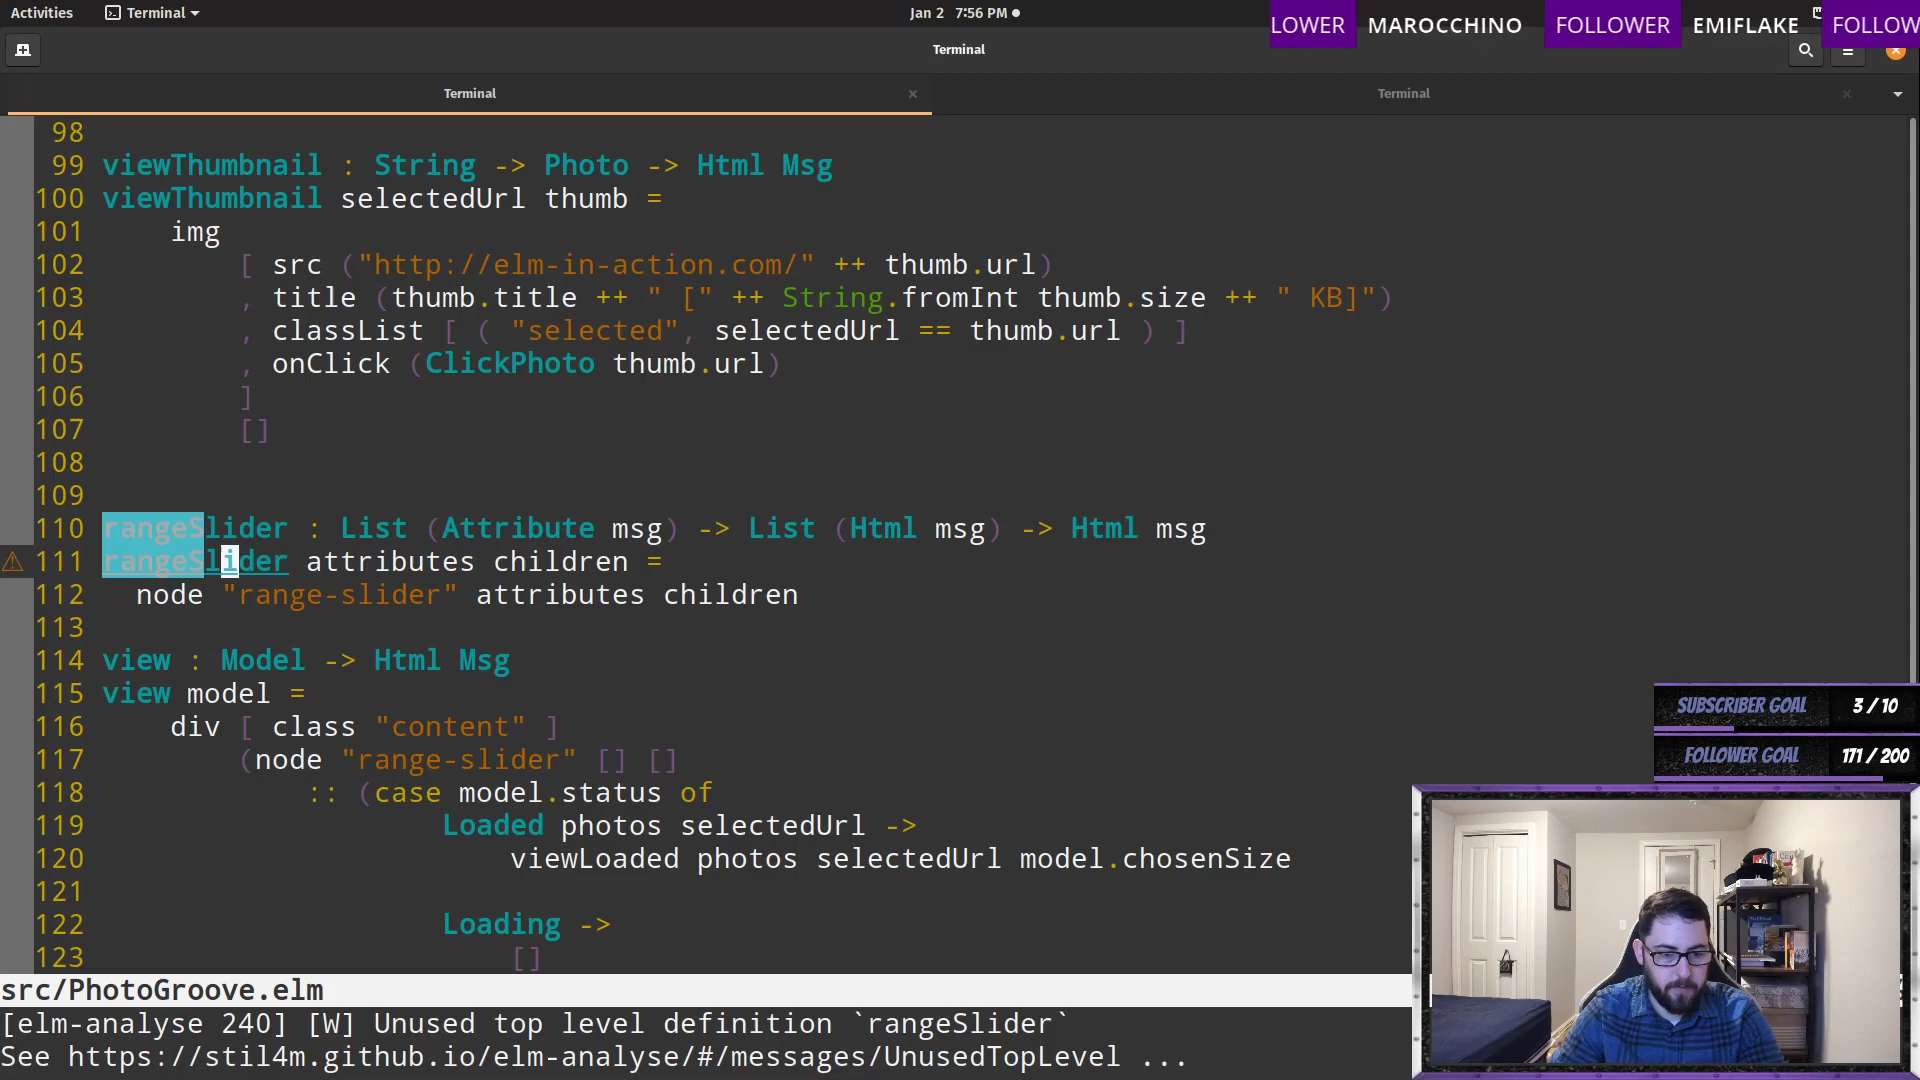 Activities
Terminal
Jan 2 7:56 PM
LOWER MAROCCHINO FOLLOWER EMIFLAKE FOLLOW
Terminal
Terminal
Terminal
98
99 viewThumbnail : String -> Photo -> Html Msg
100 viewThumbnail selectedUrl thumb =
101 img
102 [ src ("http://elm-in-action.com/" ++ thumb.url)
103 , title (thumb.title ++ " [" ++ String.fromInt thumb.size ++ " KB]")
104 , classList [ ( "selected", selectedUrl == thumb.url ) ]
105 , onClick (ClickPhoto thumb.url)
106 ]
107 []
108
109
110 rangeSlider : List (Attribute msg) -> List (Html msg) -> Html msg
111 rangeSlider attributes children =
112 node "range-slider" attributes children
113
114 view : Model -> Html Msg
115 view model =
116 div [ class "content" ]
117 (node "range-slider" [] []
118 :: (case model.status of
119 Loaded photos selectedUrl ->
120 viewLoaded photos selectedUrl model.chosenSize
121
122 Loading ->
123 []
src/PhotoGroove.elm
[elm-analyse 240] [W] Unused top level definition `rangeSlider`
See https://stil4m.github.io/elm-analyse/#/messages/UnusedTopLevel ...
SUBSCRIBER GOAL 3 / 10
FOLLOWER GOAL 171 / 200